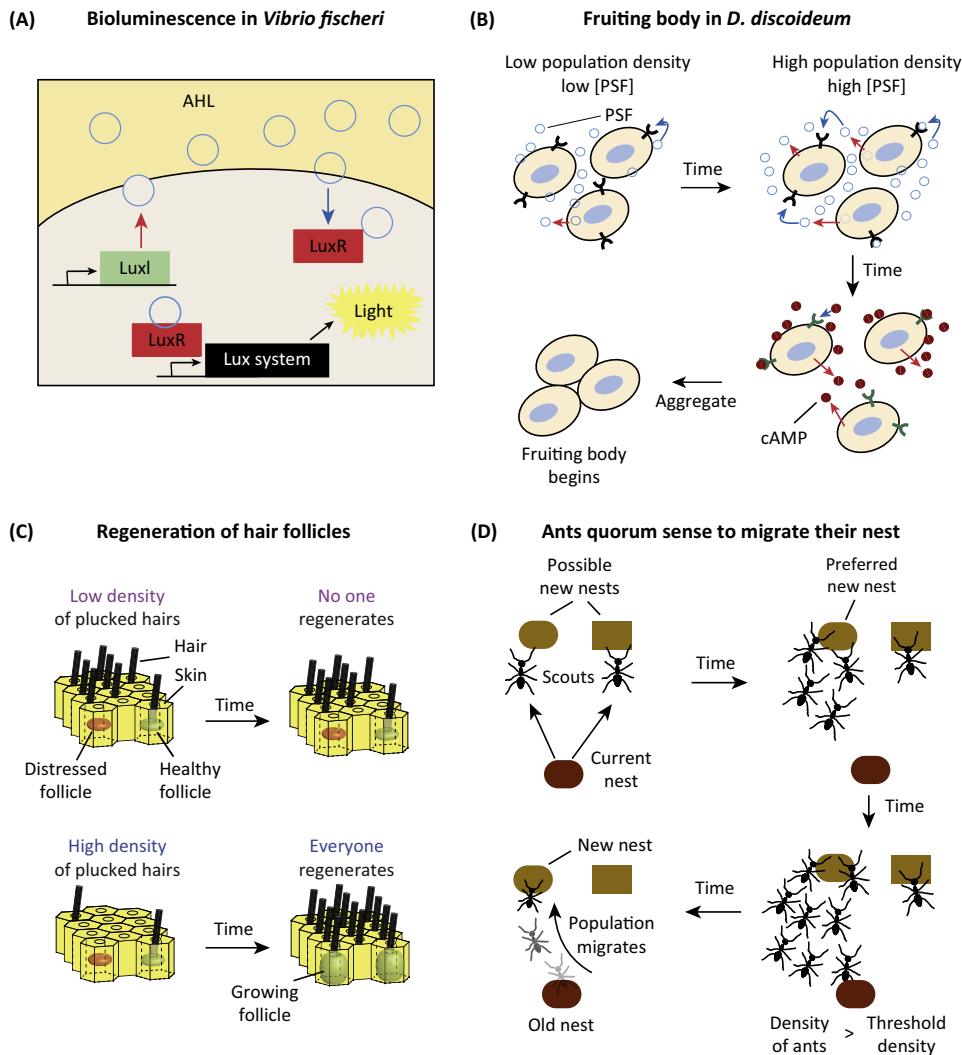 (A) Bioluminescence in Vibrio fischeri
AHL
LuxR
LuxI
Light
LuxR
Lux system
(B) Fruiting body in D. discoideum
Low population density
low [PSF]
High population density
high [PSF]
PSF
Time
Time
Aggregate
cAMP
Fruiting body
begins
(C) Regeneration of hair follicles
Low density
of plucked hairs
No one
regenerates
Hair
Skin
Time
Distressed
follicle
Healthy
follicle
High density
of plucked hairs
Everyone
regenerates
Time
Growing
follicle
(D) Ants quorum sense to migrate their nest
Possible
new nests
Preferred
new nest
Scouts
Time
Current
nest
Time
New nest
Time
Population
migrates
Old nest
Density
of ants
>
Threshold
density